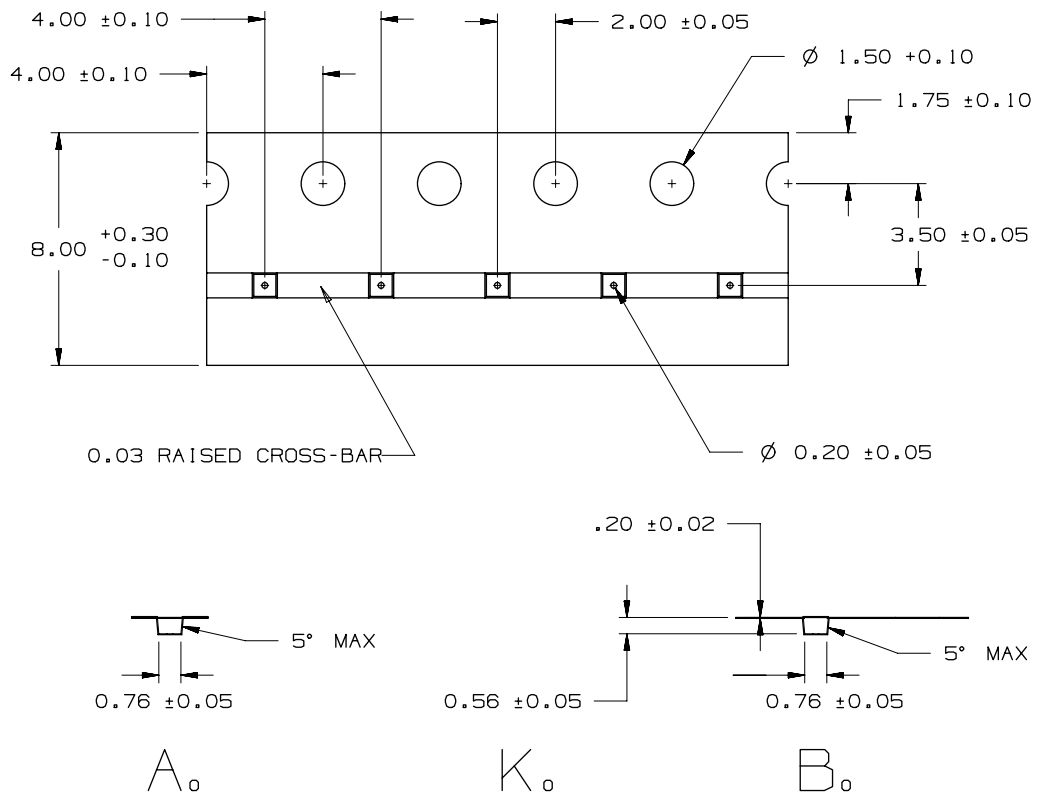 4.00 ±0.10
2.00 ±0.05
Ø 1.50 +0.10
4.00 ±0.10
1.75 ±0.10
8.00 +0.30
-0.10
3.50 ±0.05
0.03 RAISED CROSS-BAR
Ø 0.20 ±0.05
.20 ±0.02
5° MAX
5° MAX
0.76 ±0.05
0.56 ±0.05
0.76 ±0.05
A₀
K₀
B₀